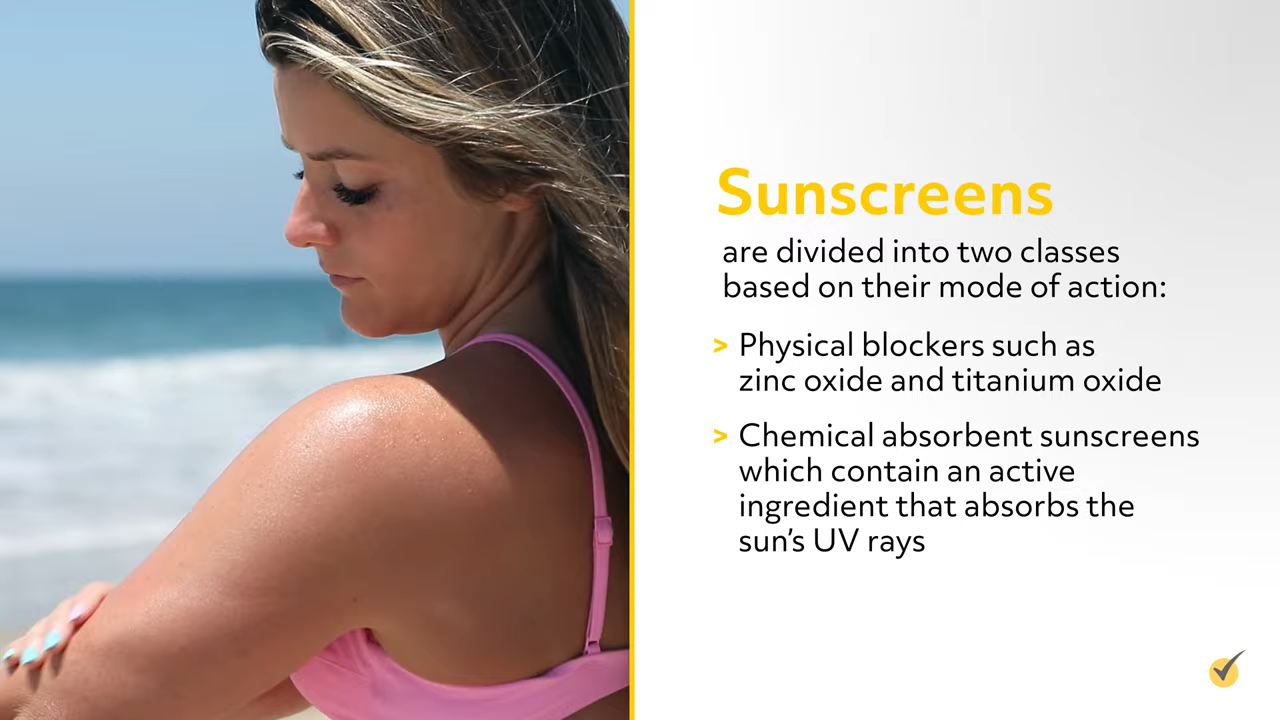 Sunscreens
are divided into two classes
based on their mode of action:
> Physical blockers such as
zinc oxide and titanium oxide
> Chemical absorbent sunscreens
which contain an active
ingredient that absorbs the
sun's UV rays